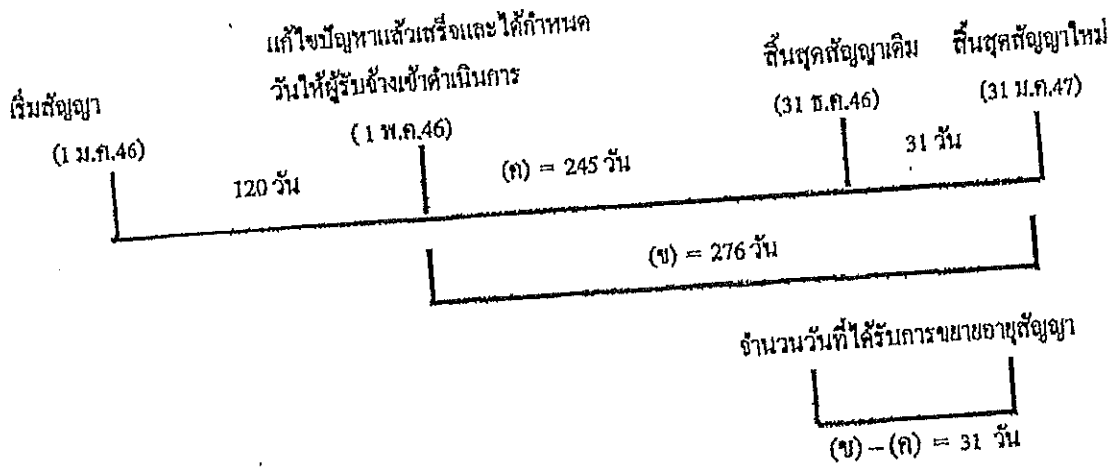 แก้ไขปัญหาแล้วเสร็จและได้กำหนด
วันให้ผู้รับจ้างเข้าดำเนินการ
(1 พ.ค.46)
เริ่มสัญญา
(1 ม.ค.46)
สิ้นสุดสัญญาเดิม
(31 ธ.ค.46)
สิ้นสุดสัญญาใหม่
(31 ม.ค.47)
120 วัน
(ค) = 245 วัน
31 วัน
(ข) = 276 วัน
จำนวนวันที่ได้รับการขยายอายุสัญญา
(ข) – (ค) = 31 วัน